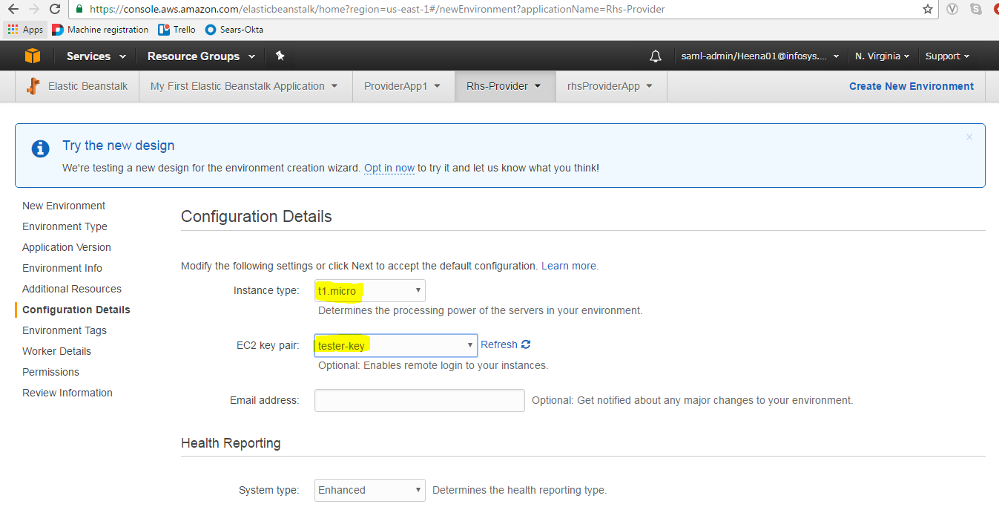 https://console.aws.amazon.com/elasticbeanstalk/home?region=us-east-1#/newEnvironment?applicationName=Rhs-Provider
Apps Machine registration Trello Sears-Okta
Services Resource Groups saml-admin/Heena01@infosys.... N. Virginia Support
Elastic Beanstalk My First Elastic Beanstalk Application ProviderApp1 Rhs-Provider rhsProviderApp Create New Environment
Try the new design
We're testing a new design for the environment creation wizard. Opt in now to try it and let us know what you think!
New Environment
Environment Type
Application Version
Environment Info
Additional Resources
Configuration Details
Environment Tags
Worker Details
Permissions
Review Information
Configuration Details
Modify the following settings or click Next to accept the default configuration. Learn more.
Instance type: t1.micro
Determines the processing power of the servers in your environment.
EC2 key pair: tester-key Refresh
Optional: Enables remote login to your instances.
Email address: Optional: Get notified about any major changes to your environment.
Health Reporting
System type: Enhanced Determines the health reporting type.